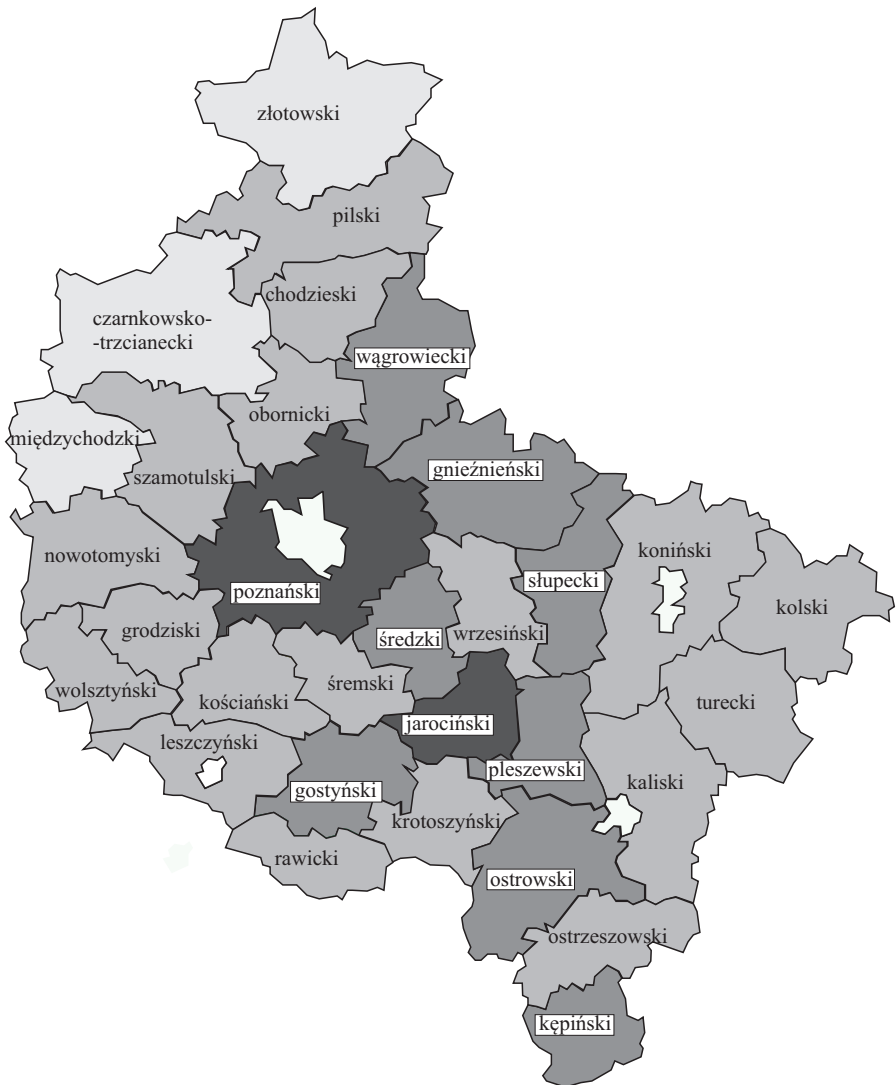 złotowski
pilski
chodzieski
czarnkowsko-
-trzcianecki
wągrowiecki
obornicki
międzychodzki
szamotulski
gnieźnieński
nowotomyski
koniński
poznański
słupecki
kolski
grodziski
średzki
wrzesiński
wolsztyński
kościański
śremski
turecki
jarociński
leszczyński
pleszewski
kaliski
gostyński
krotoszyński
rawicki
ostrowski
ostrzeszowski
kępiński